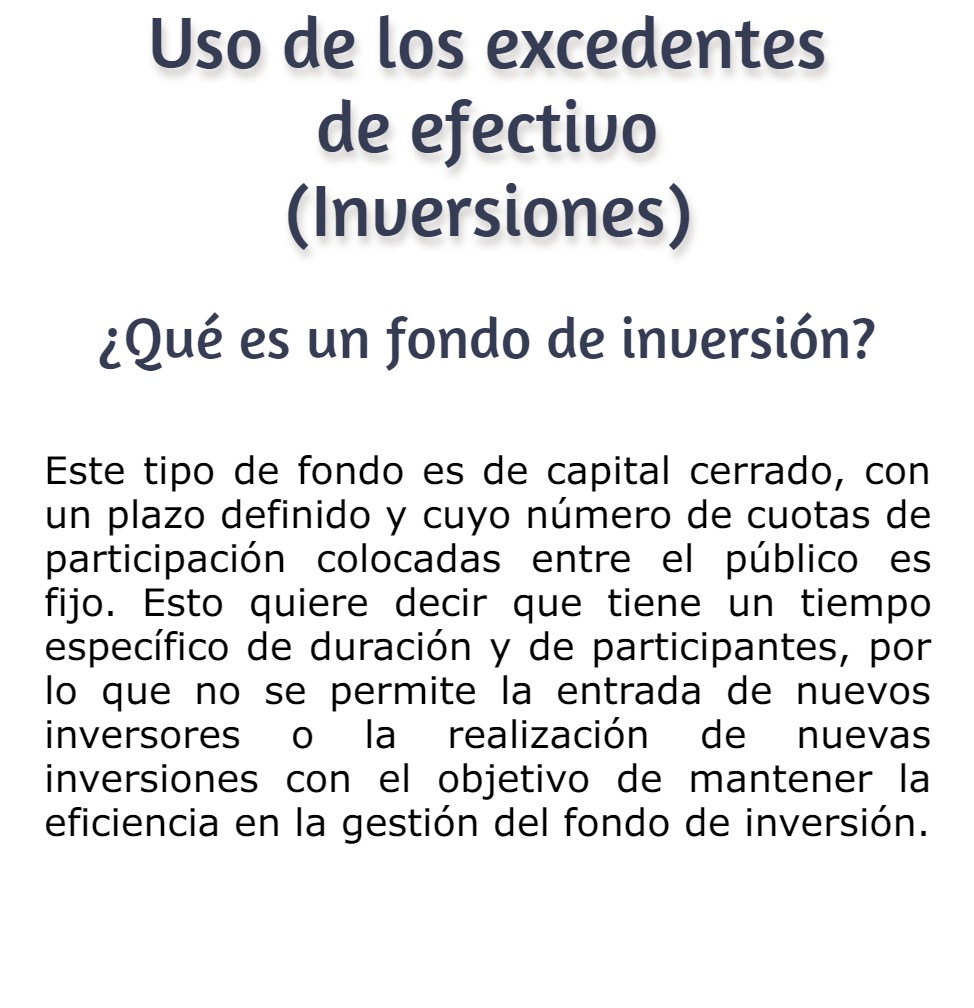 Uso de los excedentes
de efectivo
(Inversiones)
¿Qué es un fondo de inversión?
Este tipo de fondo es de capital cerrado, con
un plazo definido y cuyo número de cuotas de
participación colocadas entre el público es
fijo. Esto quiere decir que tiene un tiempo
específico de duración y de participantes, por
lo que no se permite la entrada de nuevos
inversores o la realización de nuevas
inversiones con el objetivo de mantener la
eficiencia en la gestión del fondo de inversión.